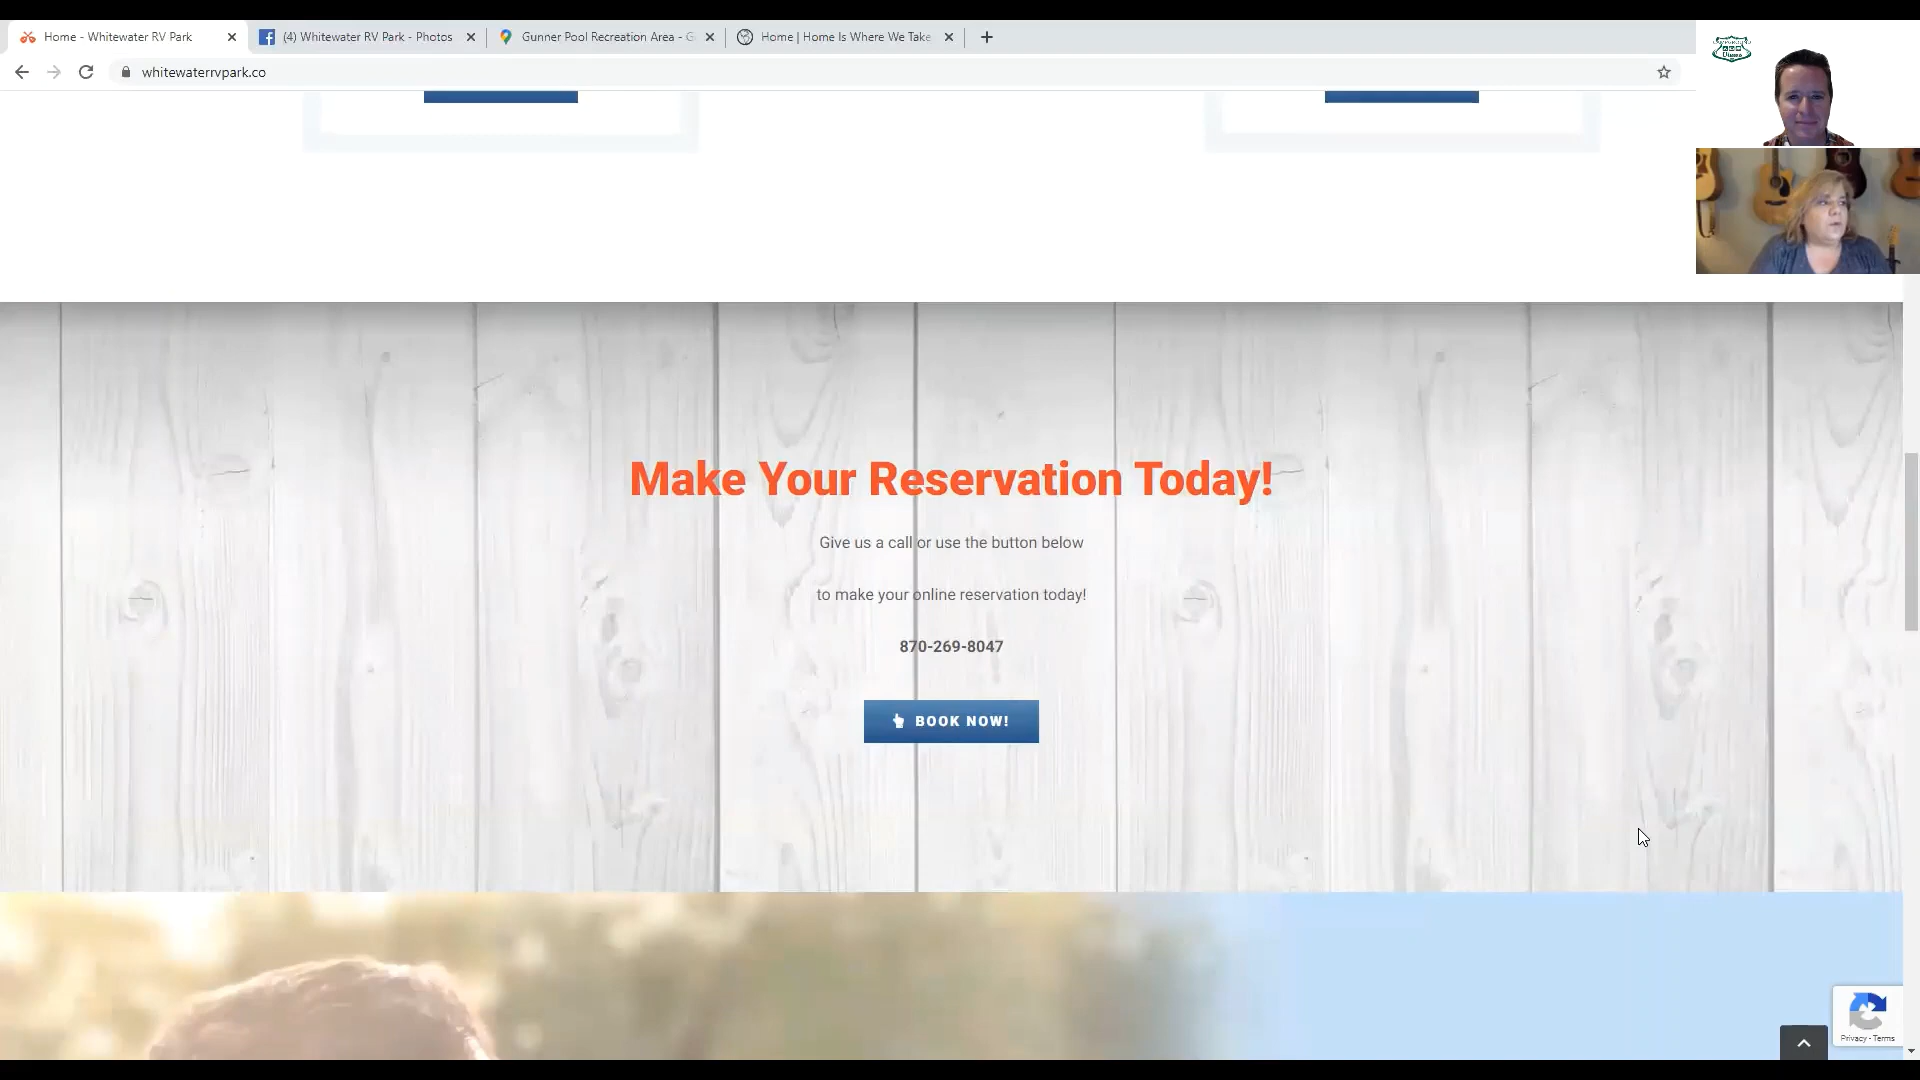 Home - Whitewater RV Park
(4) Whitewater RV Park - Photos
Gunner Pool Recreation Area - G
Home | Home Is Where We Take
whitewaterrvpark.co
Make Your Reservation Today!
Give us a call or use the button below
to make your online reservation today!
870-269-8047
BOOK NOW!
Privacy - Terms